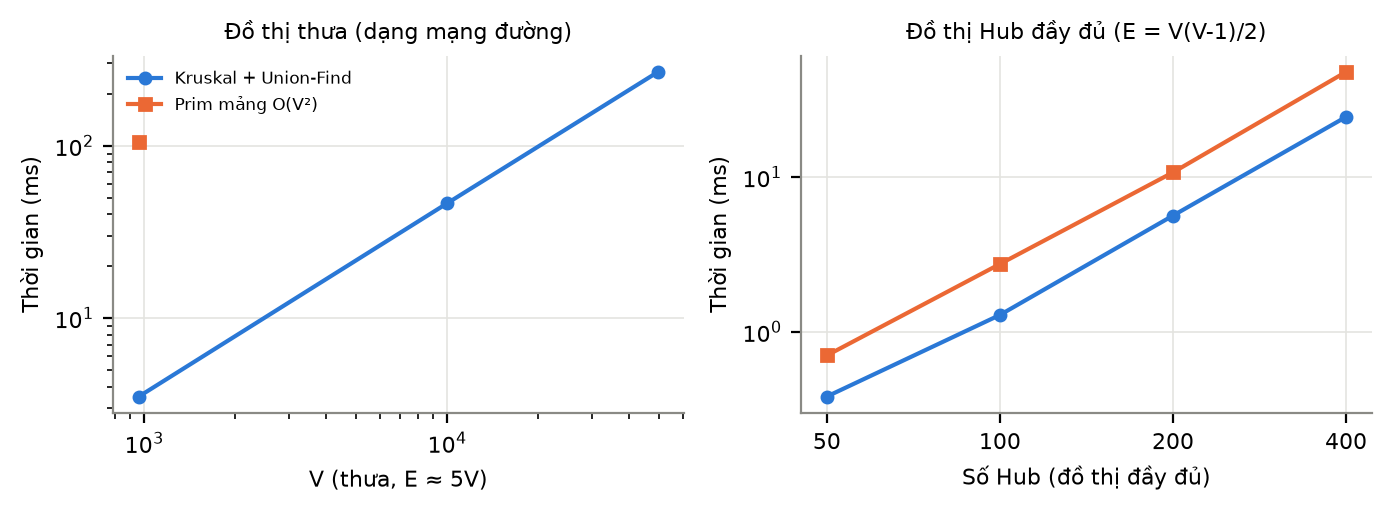 Đồ thị thưa (dạng mạng đường)
Kruskal + Union-Find
Prim mảng O(V²)
Thời gian (ms)
10²
10¹
10³
10⁴
V (thưa, E ≈ 5V)
Đồ thị Hub đầy đủ (E = V(V-1)/2)
Thời gian (ms)
10¹
10⁰
50
100
200
400
Số Hub (đồ thị đầy đủ)